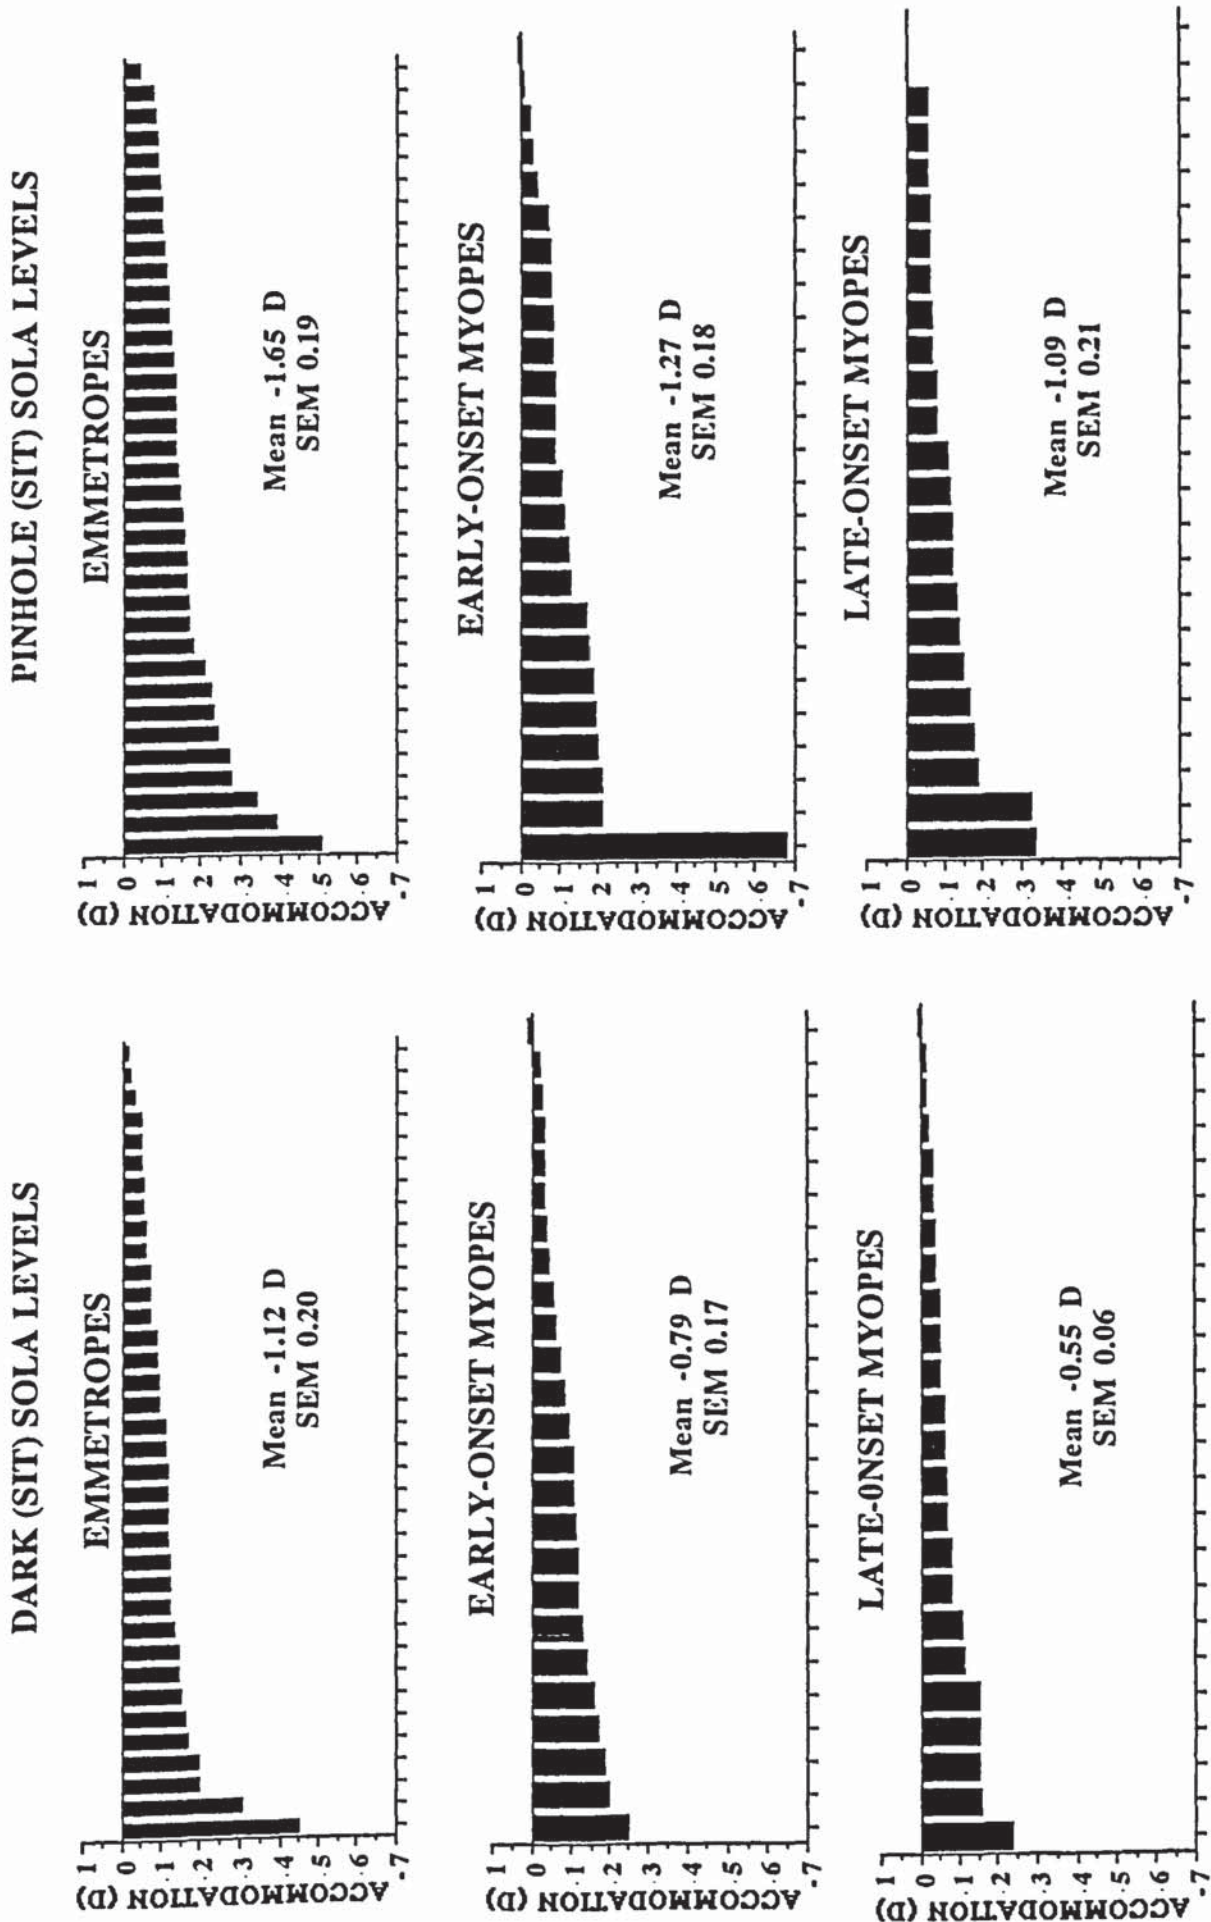 DARK (SIT) SOLA LEVELS
EMMETROPES
ACCOMMODATION (D)
1
0
-1
-2
-3
-4
-5
-6
-7
Mean -1.12 D
SEM 0.20
EARLY-ONSET MYOPES
ACCOMMODATION (D)
1
0
-1
-2
-3
-4
-5
-6
-7
Mean -0.79 D
SEM 0.17
LATE-0NSET MYOPES
ACCOMMODATION (D)
1
0
-1
-2
-3
-4
-5
-6
-7
Mean -0.55 D
SEM 0.06
PINHOLE (SIT) SOLA LEVELS
EMMETROPES
ACCOMMODATION (D)
1
0
-1
-2
-3
-4
-5
-6
-7
Mean -1.65 D
SEM 0.19
EARLY-ONSET MYOPES
ACCOMMODATION (D)
1
0
-1
-2
-3
-4
-5
-6
-7
Mean -1.27 D
SEM 0.18
LATE-ONSET MYOPES
ACCOMMODATION (D)
1
0
-1
-2
-3
-4
-5
-6
-7
Mean -1.09 D
SEM 0.21